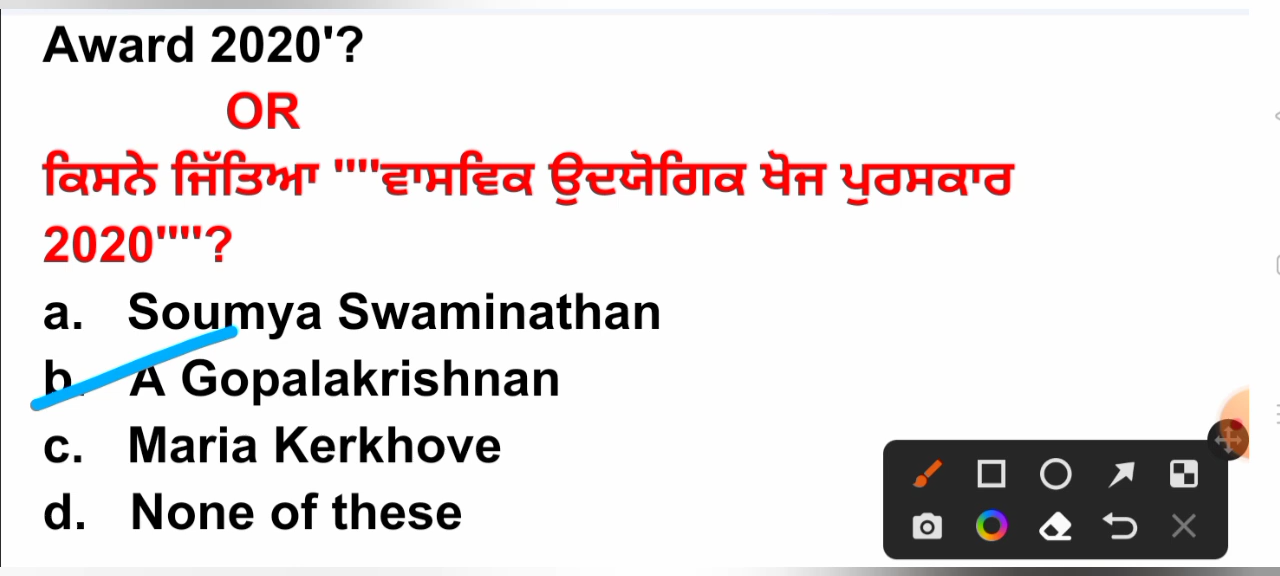 Award 2020'?
OR
ਕਿਸਨੇ ਜਿੱਤਿਆ ''''ਵਾਸਵਿਕ ਉਦਯੋਗਿਕ ਖੋਜ ਪੁਰਸਕਾਰ
2020''''?
a. Soumya Swaminathan
b. A Gopalakrishnan
c. Maria Kerkhove
d. None of these